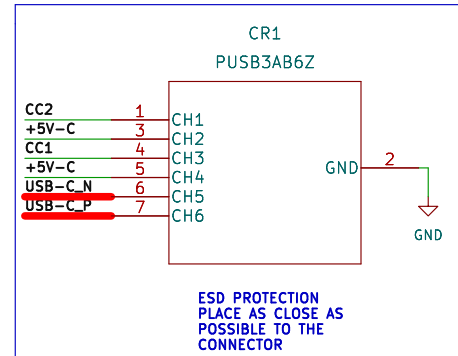 CR1
PUSB3AB6Z
CC2 1 CH1
+5V-C 3 CH2
CC1 4 CH3
+5V-C 5 CH4
GND 2
USB-C_N 6 CH5
USB-C_P 7 CH6
GND
ESD PROTECTION
PLACE AS CLOSE AS
POSSIBLE TO THE
CONNECTOR